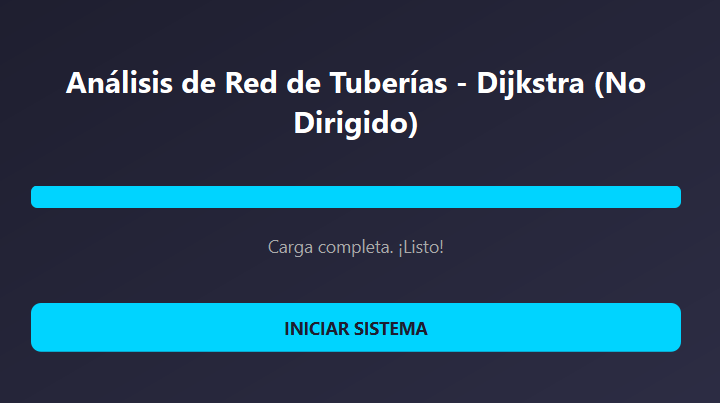 Análisis de Red de Tuberías - Dijkstra (No
Dirigido)
Carga completa. ¡Listo!
INICIAR SISTEMA